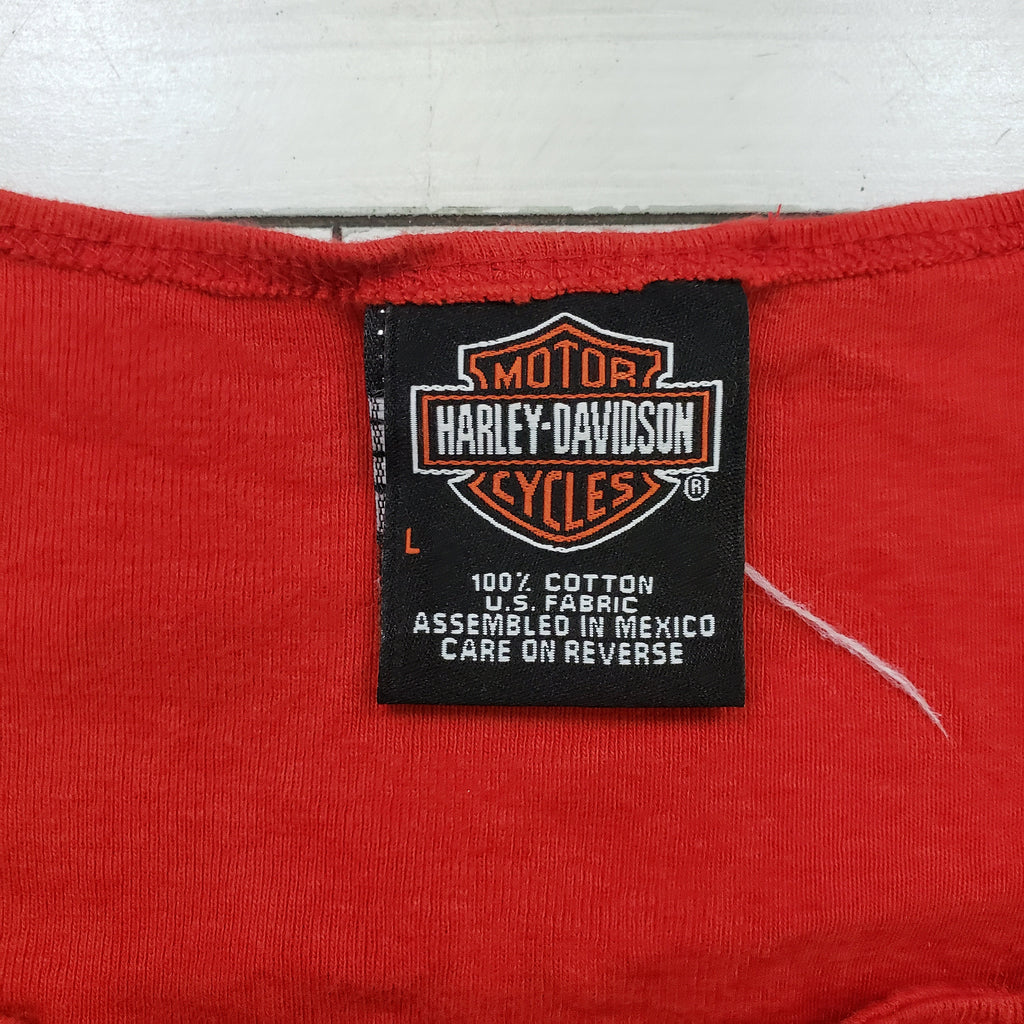 MOTOR
HARLEY-DAVIDSON
CYCLES
®
L
100% COTTON
U.S. FABRIC
ASSEMBLED IN MEXICO
CARE ON REVERSE